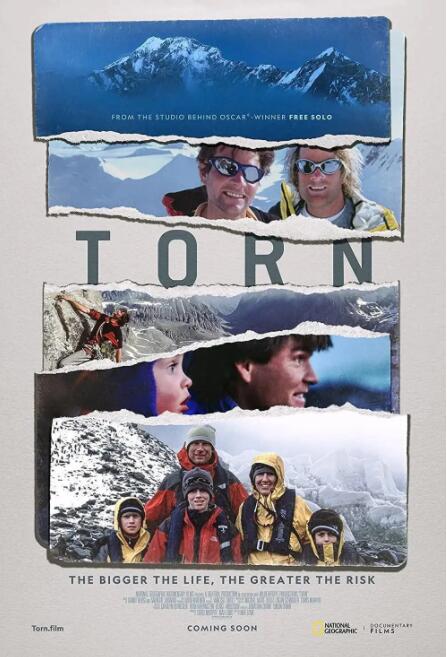 FROM THE STUDIO BEHIND OSCAR®-WINNER FREE SOLO
TORN
THE BIGGER THE LIFE, THE GREATER THE RISK
Torn.film
COMING SOON
NATIONAL GEOGRAPHIC
DOCUMENTARY FILMS